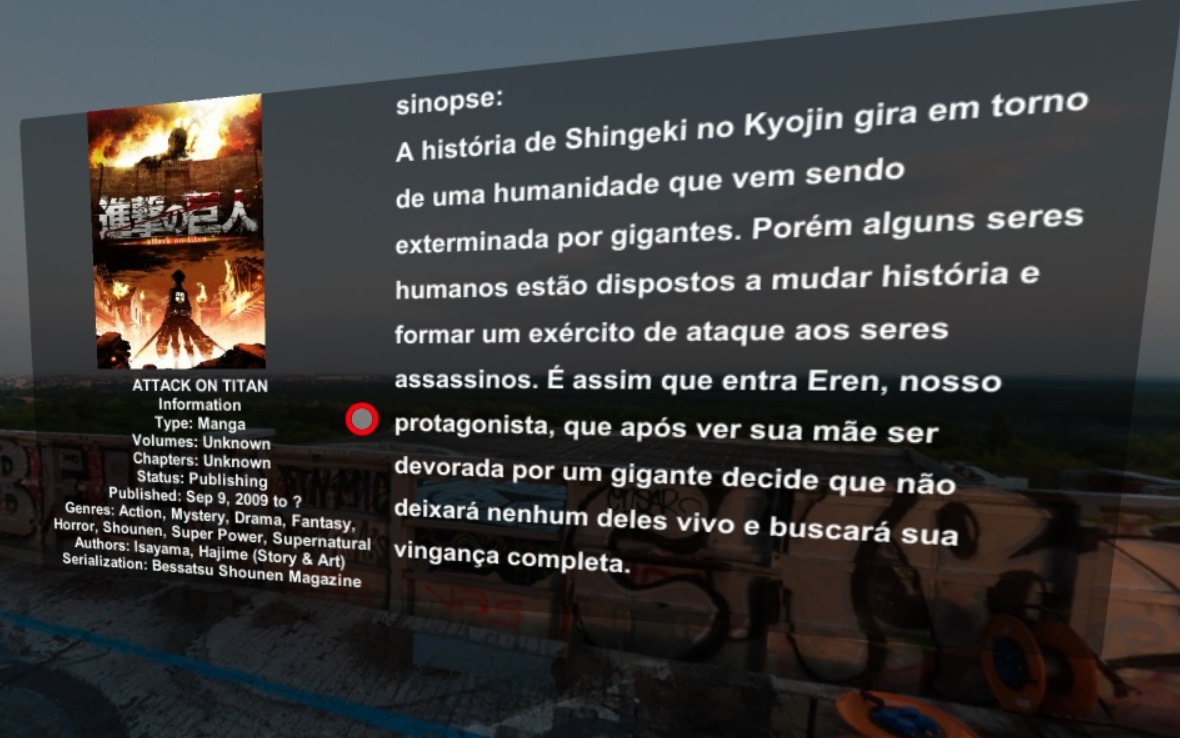 進撃の巨人
attack on titan
ATTACK ON TITAN
Information
Type: Manga
Volumes: Unknown
Chapters: Unknown
Status: Publishing
Published: Sep 9, 2009 to ?
Genres: Action, Mystery, Drama, Fantasy,
Horror, Shounen, Super Power, Supernatural
Authors: Isayama, Hajime (Story & Art)
Serialization: Bessatsu Shounen Magazine
sinopse:
A história de Shingeki no Kyojin gira em torno
de uma humanidade que vem sendo
exterminada por gigantes. Porém alguns seres
humanos estão dispostos a mudar história e
formar um exército de ataque aos seres
assassinos. É assim que entra Eren, nosso
protagonista, que após ver sua mãe ser
devorada por um gigante decide que não
deixará nenhum deles vivo e buscará sua
vingança completa.